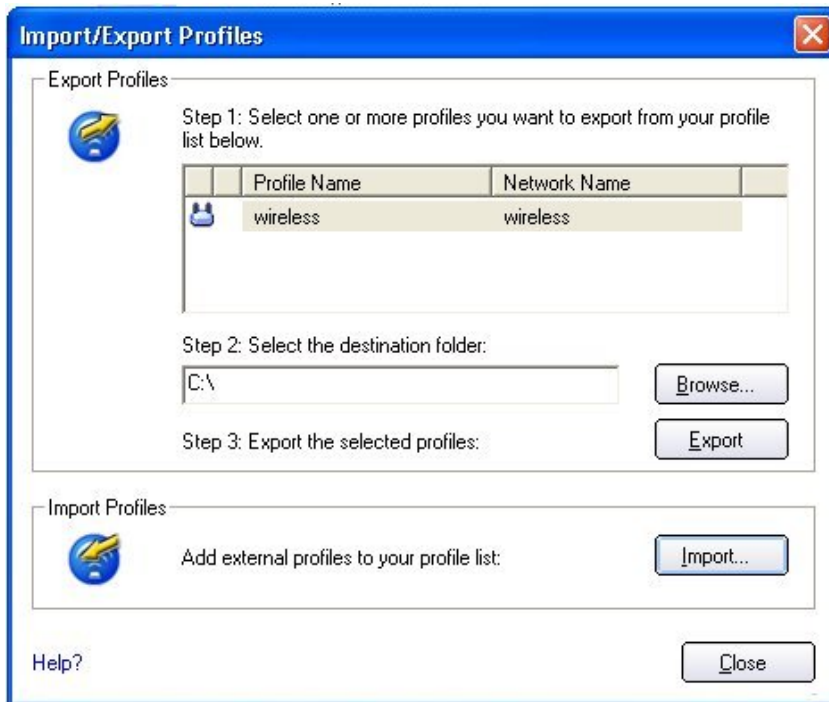 Import/Export Profiles
Export Profiles
Step 1: Select one or more profiles you want to export from your profile
list below.
Profile Name Network Name
wireless wireless
Step 2: Select the destination folder:
C:\ Browse...
Step 3: Export the selected profiles: Export
Import Profiles
Add external profiles to your profile list: Import...
Help? Close